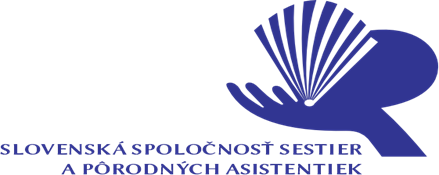 SLOVENSKÁ SPOLOČNOSŤ SESTIER
A PÔRODNÝCH ASISTENTIEK